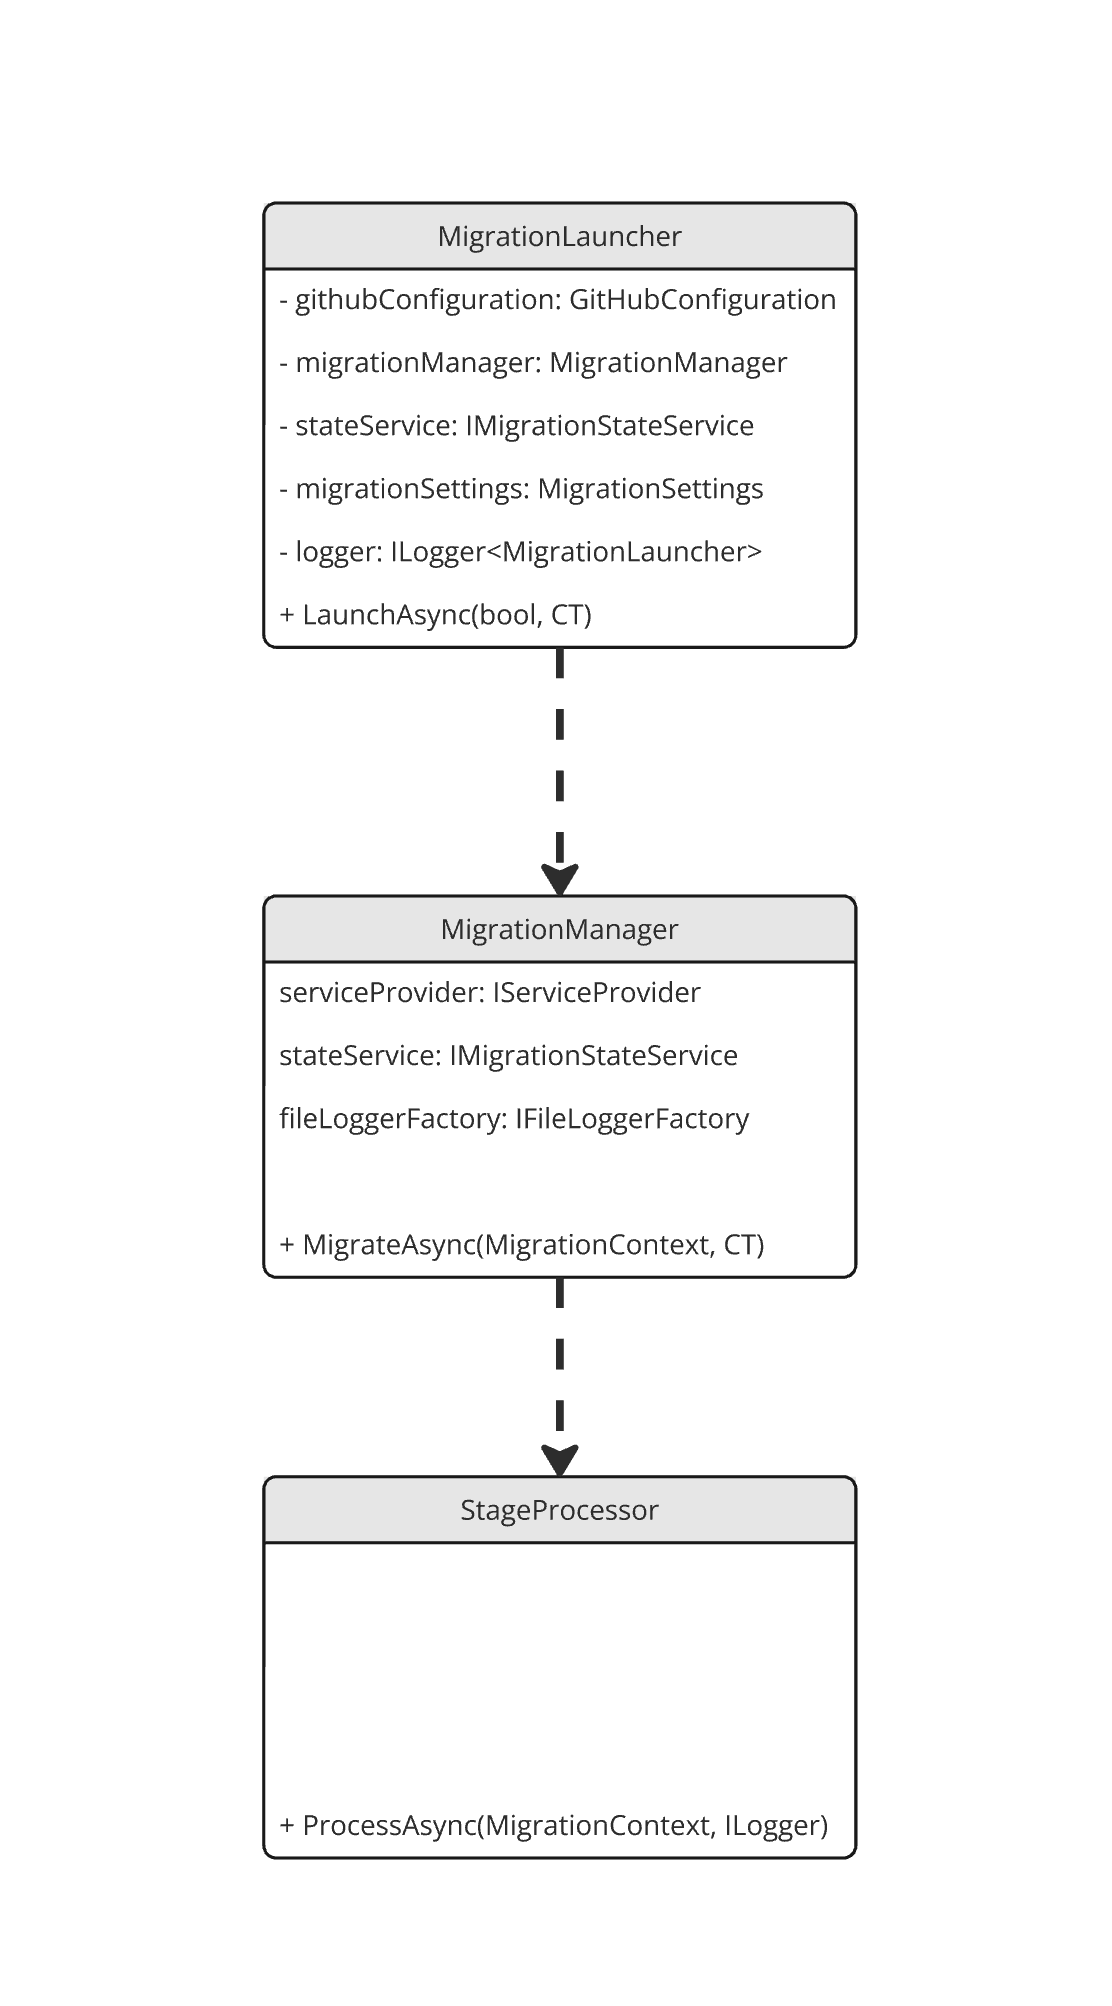 MigrationLauncher
- githubConfiguration: GitHubConfiguration
- migrationManager: MigrationManager
- stateService: IMigrationStateService
- migrationSettings: MigrationSettings
- logger: ILogger<MigrationLauncher>
+ LaunchAsync(bool, CT)
MigrationManager
serviceProvider: IServiceProvider
stateService: IMigrationStateService
fileLoggerFactory: IFileLoggerFactory
+ MigrateAsync(MigrationContext, CT)
StageProcessor
+ ProcessAsync(MigrationContext, ILogger)